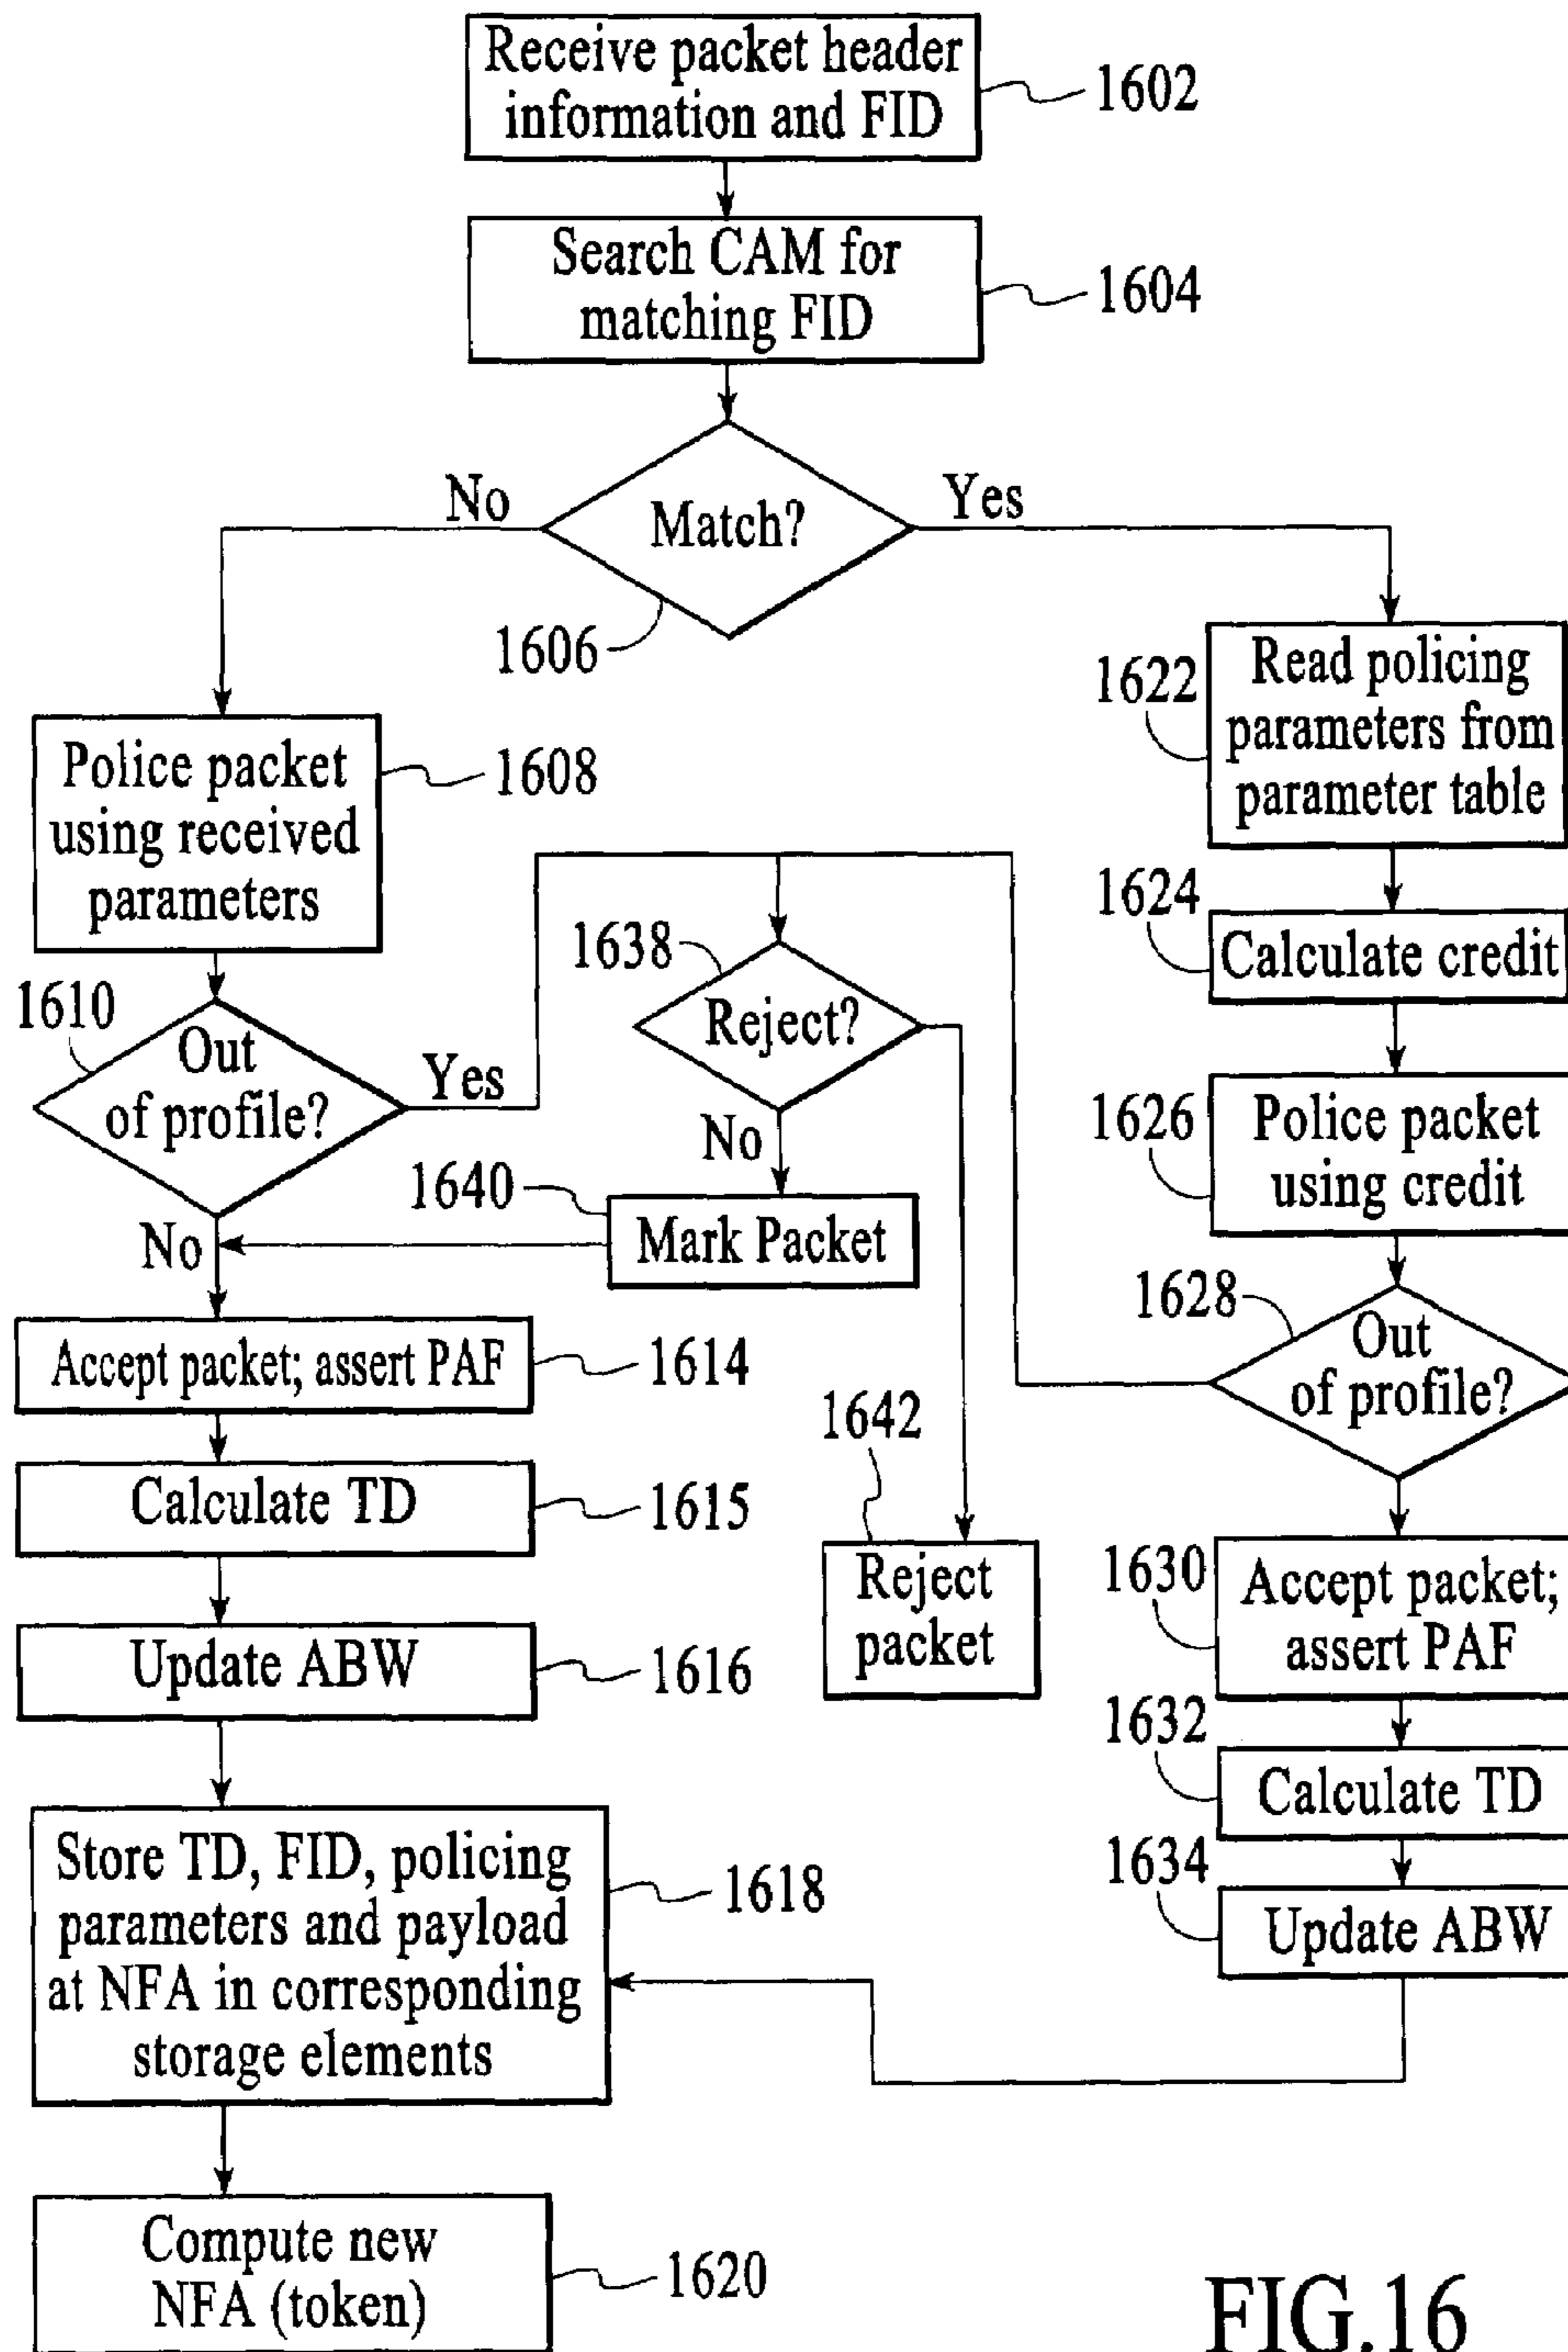 Receive packet header
information and FID
1602
Search CAM for
matching FID
1604
No
Match?
Yes
1606
1622
Read policing
parameters from
parameter table
Police packet
using received
parameters
1608
1624
Calculate credit
1638
Reject?
1610
Out
of profile?
Yes
1626
Police packet
using credit
No
1640
Mark Packet
No
1628
Out
of profile?
Accept packet; assert PAF
1614
1642
Reject
packet
Calculate TD
1615
1630
Accept packet;
assert PAF
Update ABW
1616
1632
Calculate TD
1634
Update ABW
Store TD, FID, policing
parameters and payload
at NFA in corresponding
storage elements
1618
Compute new
NFA (token)
1620
FIG.16